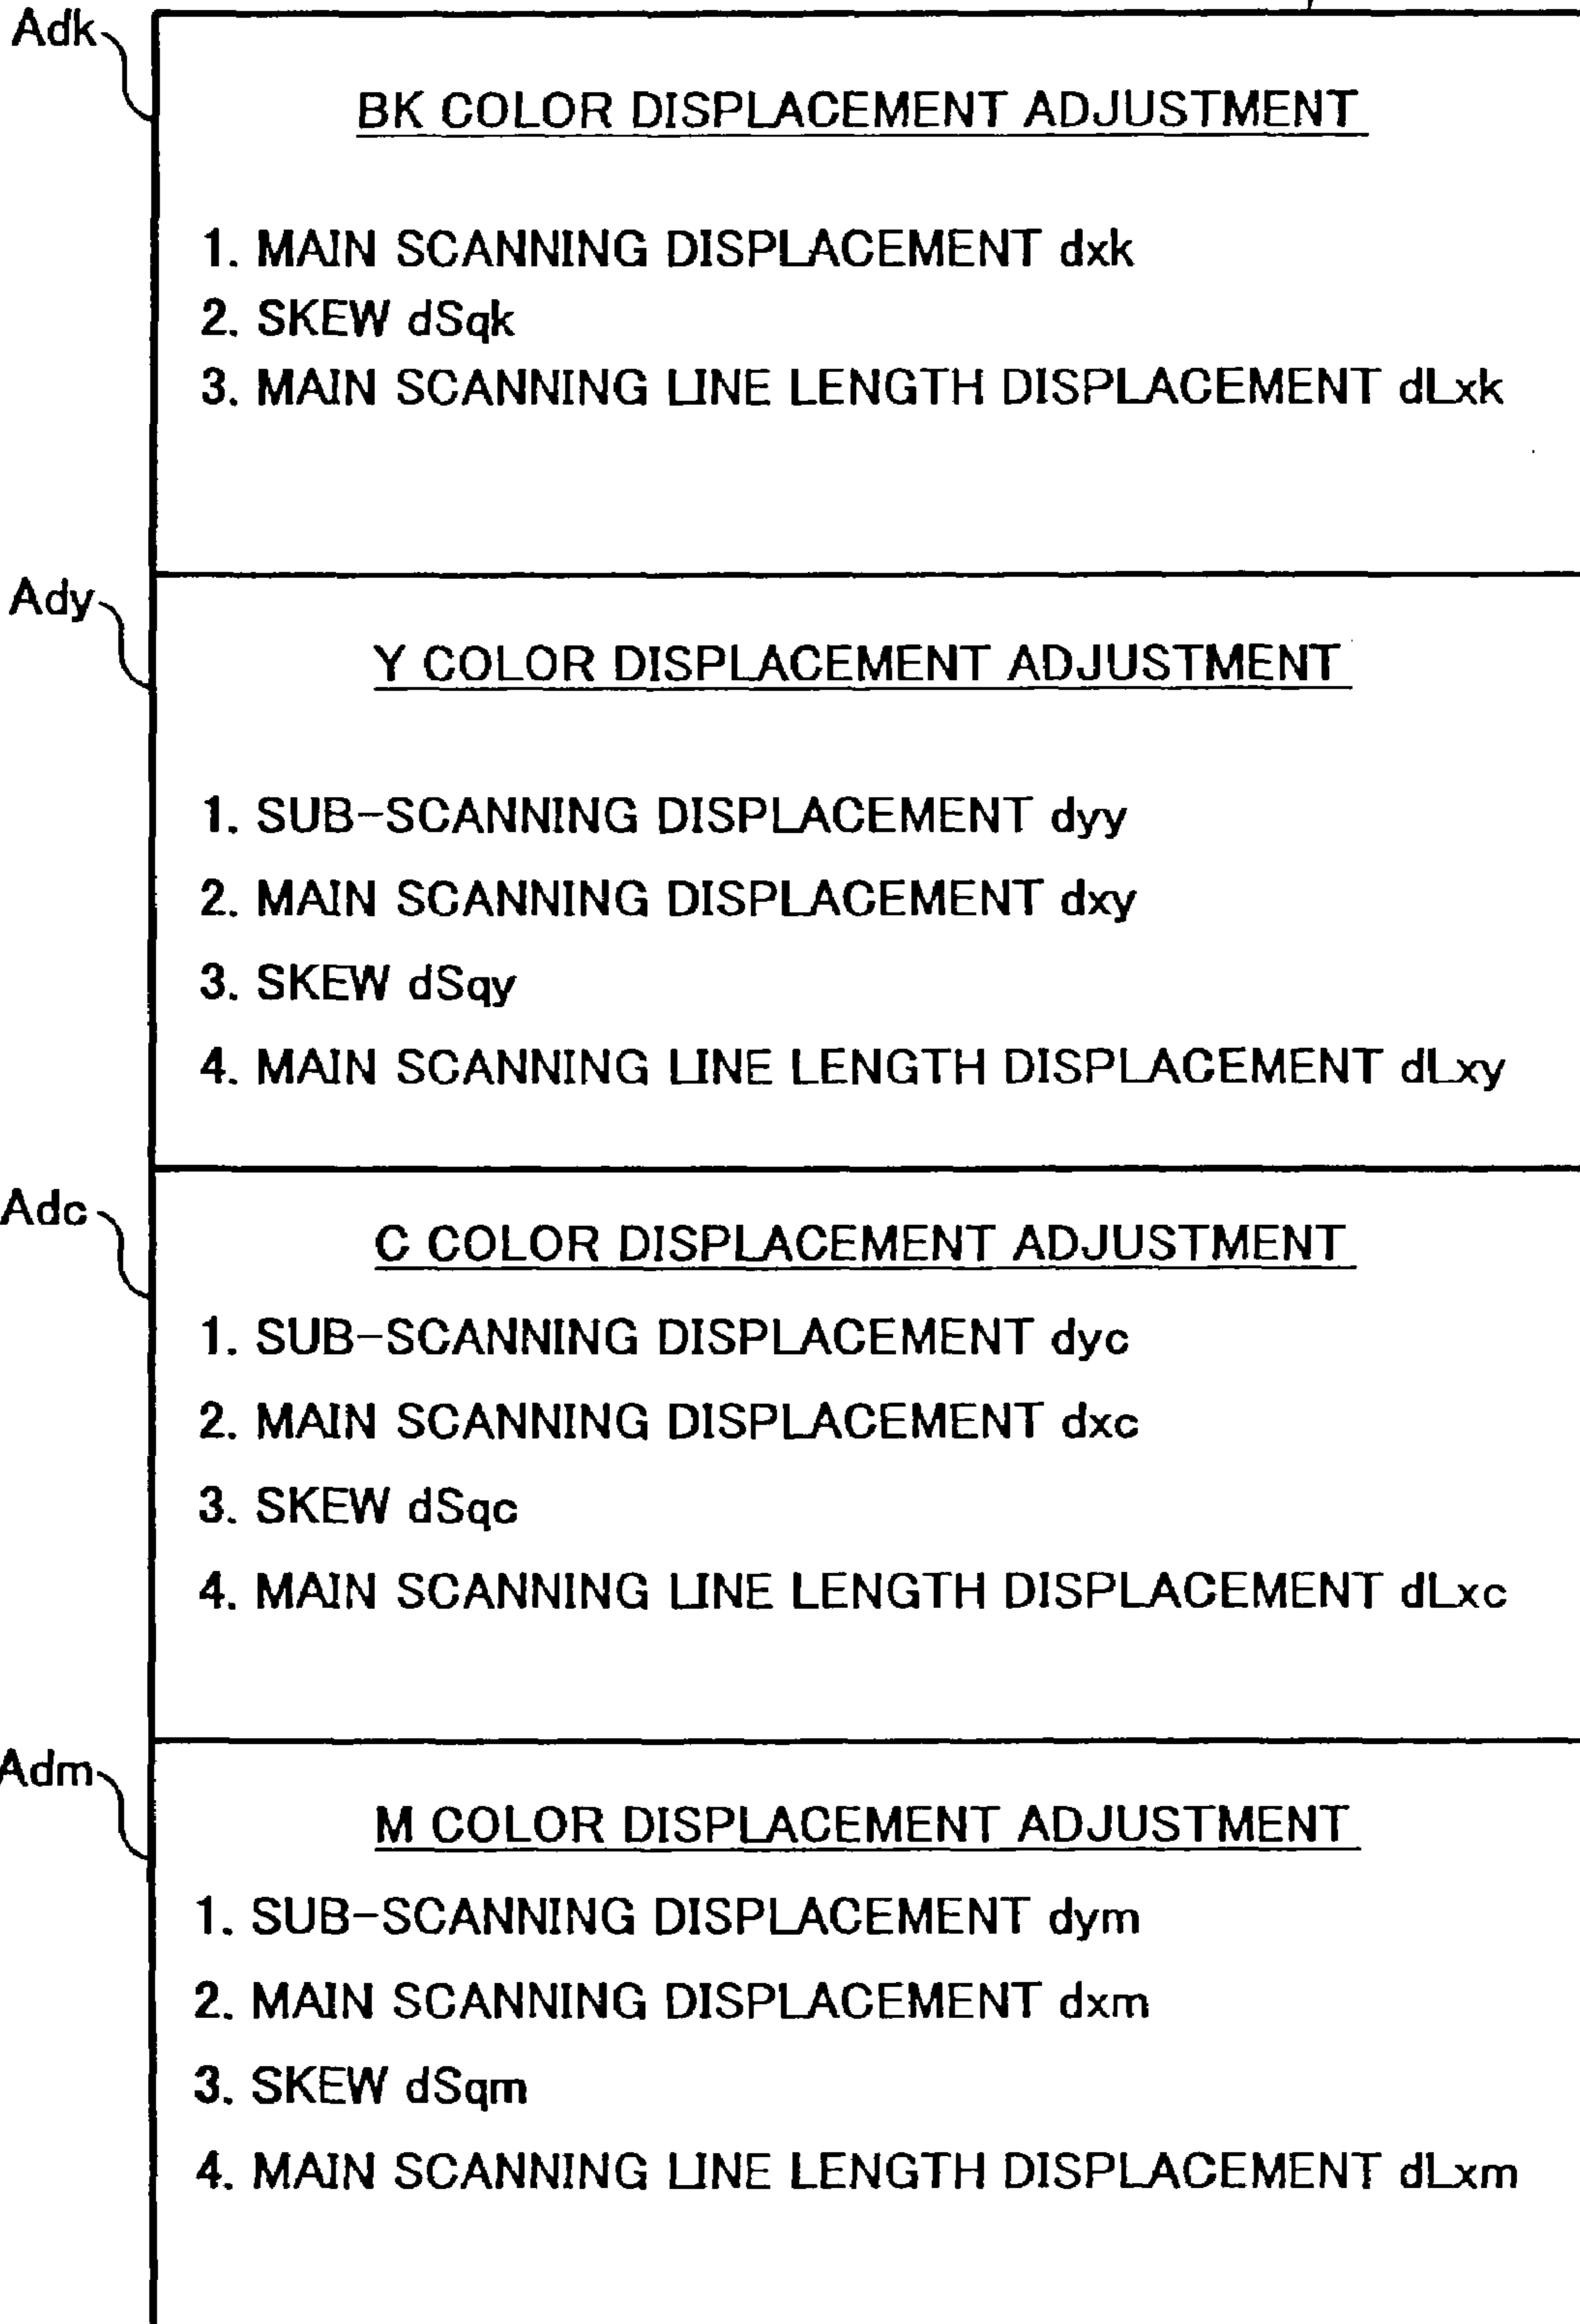 Adk
BK COLOR DISPLACEMENT ADJUSTMENT
1. MAIN SCANNING DISPLACEMENT dxk
2. SKEW dSqk
3. MAIN SCANNING LINE LENGTH DISPLACEMENT dLxk
Ady
Y COLOR DISPLACEMENT ADJUSTMENT
1. SUB-SCANNING DISPLACEMENT dyy
2. MAIN SCANNING DISPLACEMENT dxy
3. SKEW dSqy
4. MAIN SCANNING LINE LENGTH DISPLACEMENT dLxy
Adc
C COLOR DISPLACEMENT ADJUSTMENT
1. SUB-SCANNING DISPLACEMENT dyc
2. MAIN SCANNING DISPLACEMENT dxc
3. SKEW dSqc
4. MAIN SCANNING LINE LENGTH DISPLACEMENT dLxc
Adm
M COLOR DISPLACEMENT ADJUSTMENT
1. SUB-SCANNING DISPLACEMENT dym
2. MAIN SCANNING DISPLACEMENT dxm
3. SKEW dSqm
4. MAIN SCANNING LINE LENGTH DISPLACEMENT dLxm